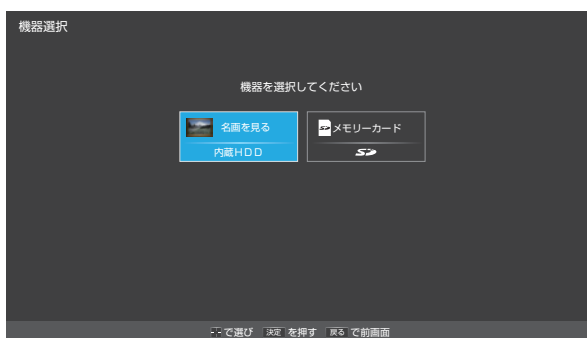 機器選択
機器を選択してください
名画を見る
内蔵HDD
メモリーカード
SD
で選び 決定 を押す 戻る で前画面